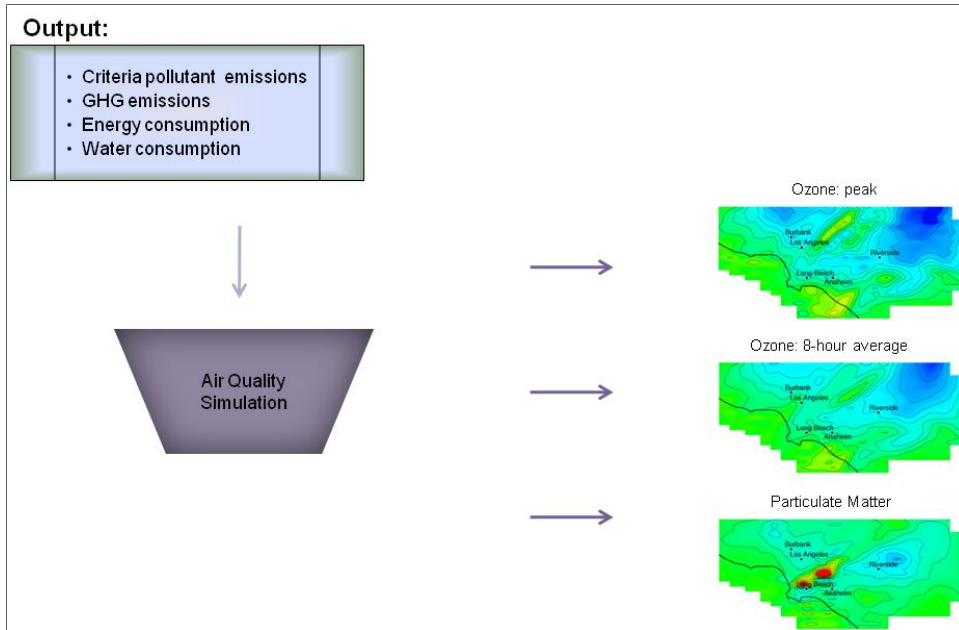 Output:
• Criteria pollutant emissions
• GHG emissions
• Energy consumption
• Water consumption
Air Quality
Simulation
Ozone: peak
Burbank
Los Angeles
Riverside
Long Beach
Anaheim
Ozone: 8-hour average
Burbank
Los Angeles
Riverside
Long Beach
Anaheim
Particulate Matter
Burbank
Los Angeles
Riverside
Long Beach
Anaheim